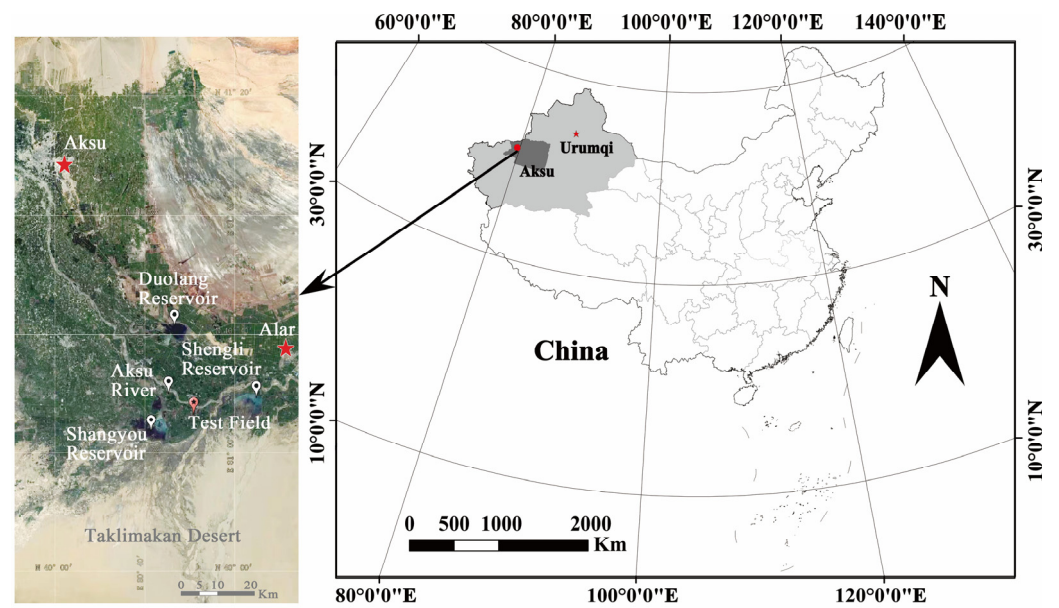 Aksu
Duolang
Reservoir
Alar
Shengli
Reservoir
Aksu
River
Test Field
Shangyou
Reservoir
Taklimakan Desert
0 5 10 20
Km
60°0'0"E 80°0'0"E 100°0'0"E 120°0'0"E 140°0'0"E
Urumqi
Aksu
30°0'0"N
30°0'0"N
China
N
10°0'0"N
10°0'0"N
0 500 1000 2000
Km
80°0'0"E 100°0'0"E 120°0'0"E